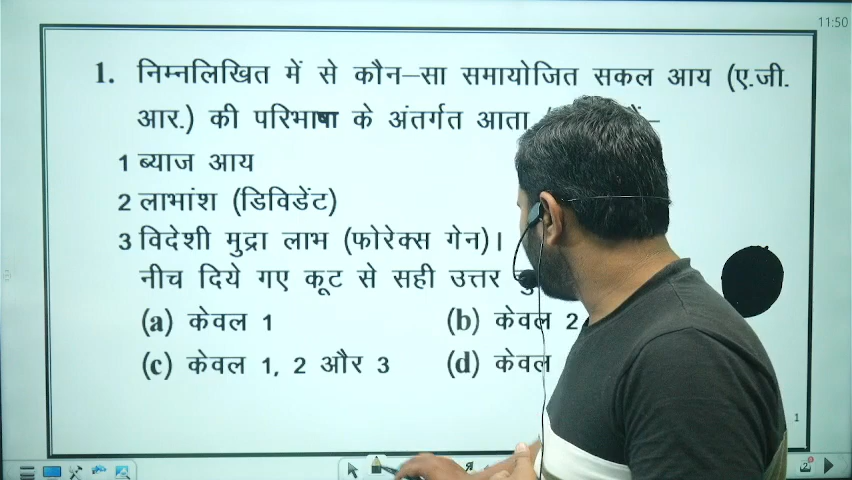 11:50
1. निम्नलिखित में से कौन–सा समायोजित सकल आय (ए.जी.
आर.) की परिभाषा के अंतर्गत आता
1 ब्याज आय
2 लाभांश (डिविडेंट)
3 विदेशी मुद्रा लाभ (फोरेक्स गेन)।
नीच दिये गए कूट से सही उत्तर
(a) केवल 1 (b) केवल 2
(c) केवल 1, 2 और 3 (d) केवल
1